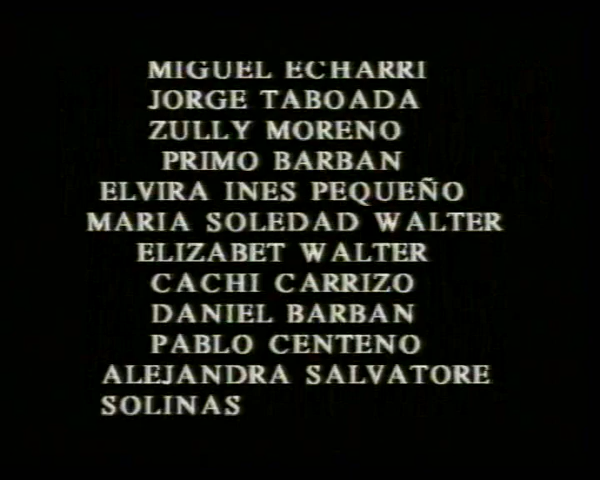 MIGUEL ECHARRI
JORGE TABOADA
ZULLY MORENO
PRIMO BARBAN
ELVIRA INES PEQUEÑO
MARIA SOLEDAD WALTER
ELIZABET WALTER
CACHI CARRIZO
DANIEL BARBAN
PABLO CENTENO
ALEJANDRA SALVATORE
SOLINAS